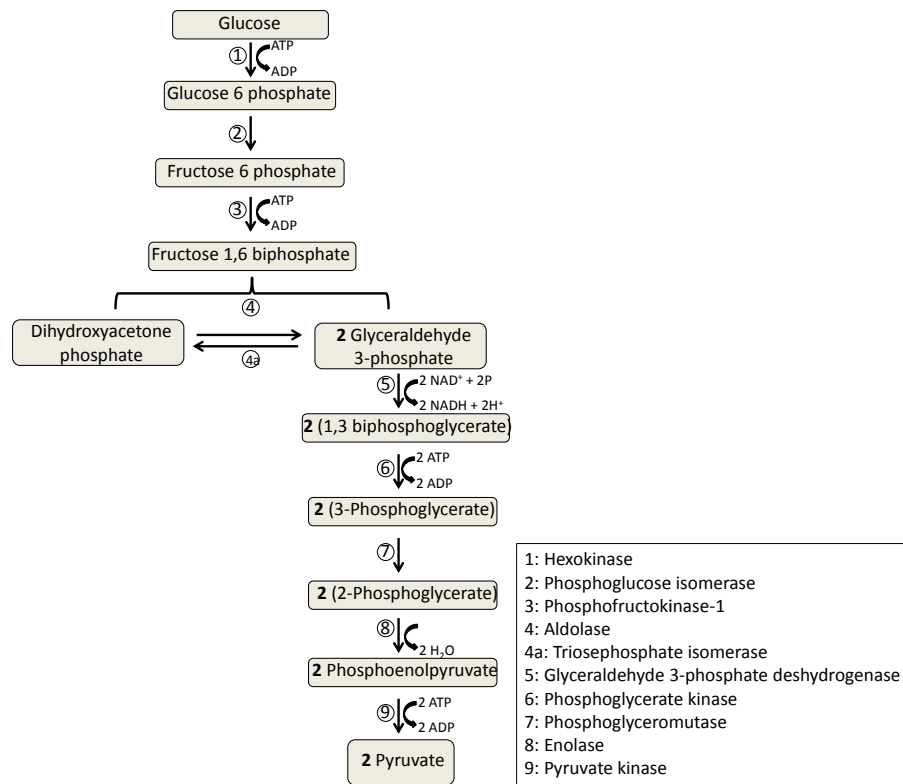 Glucose
①
ATP
ADP
Glucose 6 phosphate
②
Fructose 6 phosphate
③
ATP
ADP
Fructose 1,6 biphosphate
④
Dihydroxyacetone
phosphate
4a
2 Glyceraldehyde
3-phosphate
⑤
2 NAD⁺ + 2P
2 NADH + 2H⁺
2 (1,3 biphosphoglycerate)
⑥
2 ATP
2 ADP
2 (3-Phosphoglycerate)
⑦
2 (2-Phosphoglycerate)
⑧
2 H₂O
2 Phosphoenolpyruvate
⑨
2 ATP
2 ADP
2 Pyruvate
1: Hexokinase
2: Phosphoglucose isomerase
3: Phosphofructokinase-1
4: Aldolase
4a: Triosephosphate isomerase
5: Glyceraldehyde 3-phosphate deshydrogenase
6: Phosphoglycerate kinase
7: Phosphoglyceromutase
8: Enolase
9: Pyruvate kinase